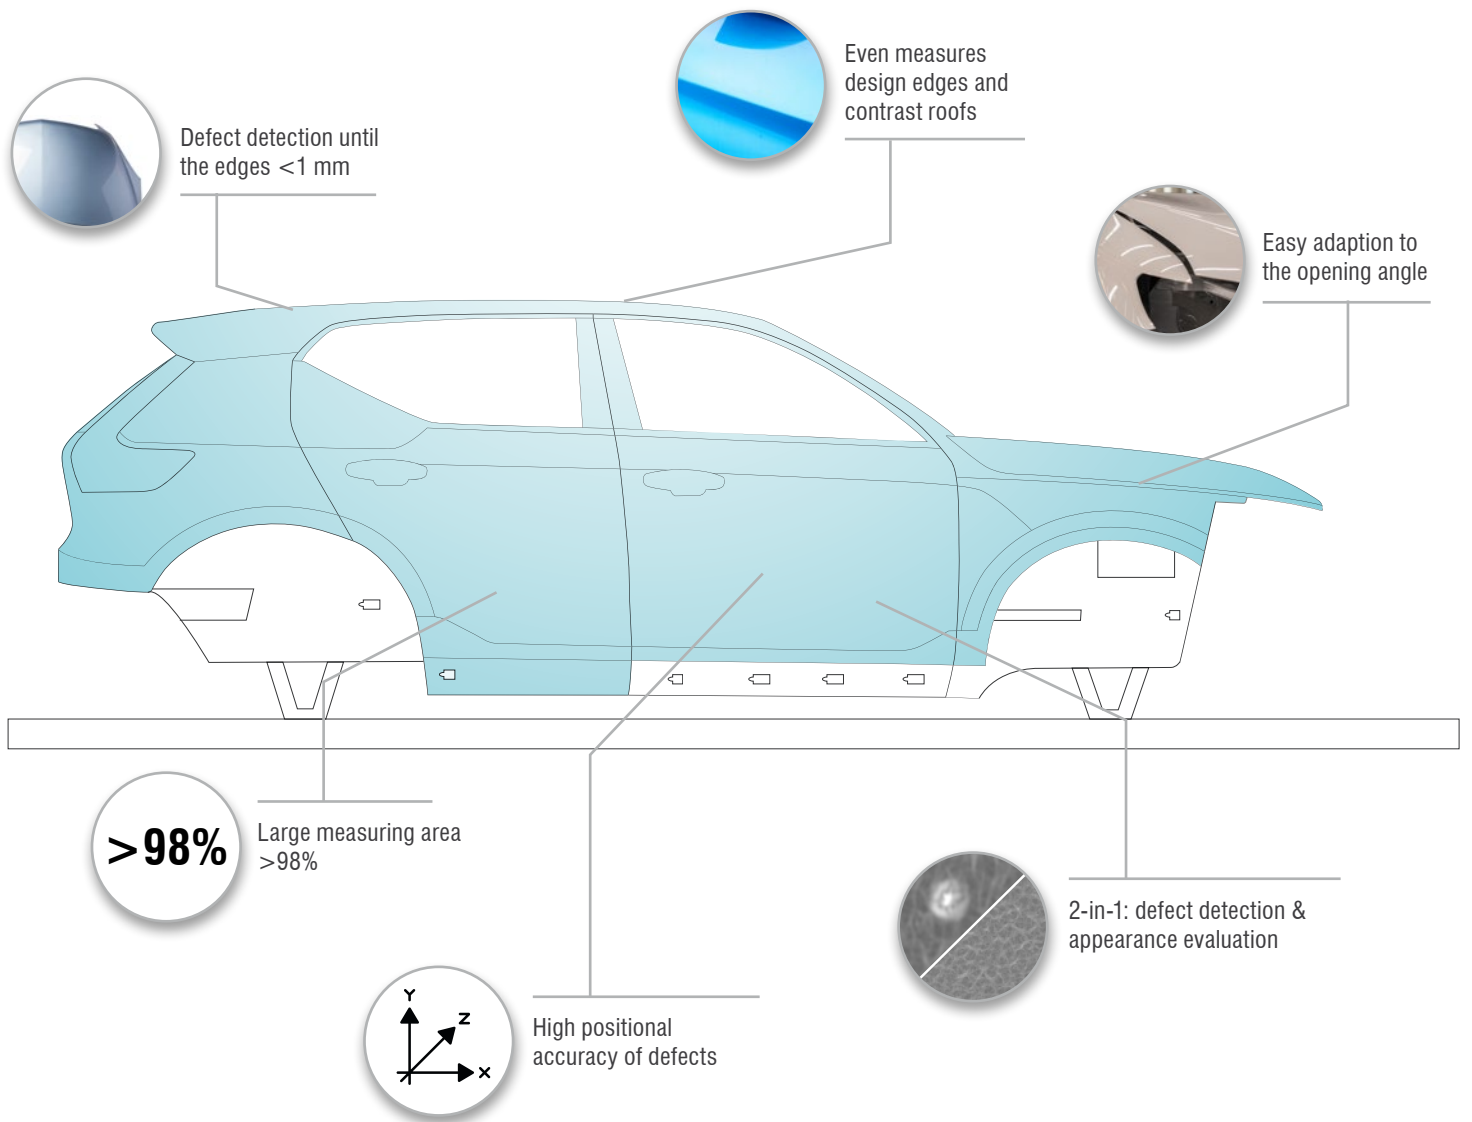 Even measures
design edges and
contrast roofs
Defect detection until
the edges <1 mm
Easy adaption to
the opening angle
>98%
Large measuring area
>98%
2-in-1: defect detection &
appearance evaluation
Y
Z
X
High positional
accuracy of defects